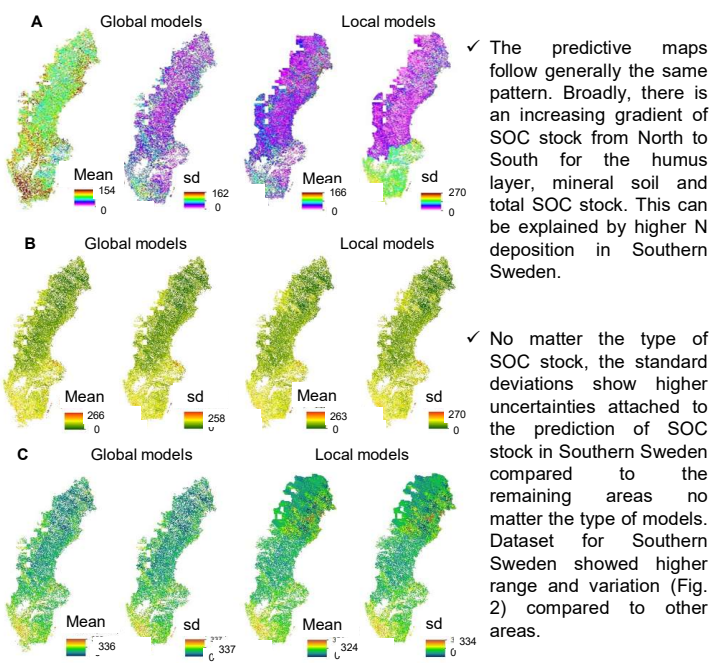 A
Global models
Local models
Mean
154
0
sd
162
0
Mean
166
0
sd
270
0
B
Global models
Local models
Mean
266
0
sd
258
Mean
263
0
sd
270
0
C
Global models
Local models
Mean
336
sd
337
Mean
324
sd
334
0
✓ The predictive maps
follow generally the same
pattern. Broadly, there is
an increasing gradient of
SOC stock from North to
South for the humus
layer, mineral soil and
total SOC stock. This can
be explained by higher N
deposition in Southern
Sweden.
✓ No matter the type of
SOC stock, the standard
deviations show higher
uncertainties attached to
the prediction of SOC
stock in Southern Sweden
compared to the
remaining areas no
matter the type of models.
Dataset for Southern
Sweden showed higher
range and variation (Fig.
2) compared to other
areas.